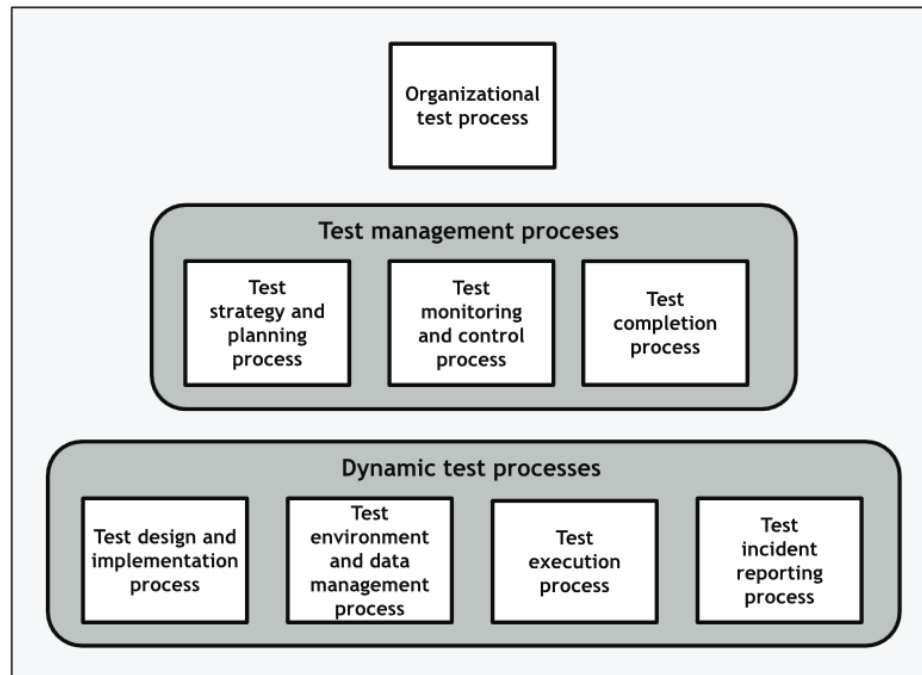 Organizational
test process
Test management proceses
Test
strategy and
planning
process
Test
monitoring
and control
process
Test
completion
process
Dynamic test processes
Test design and
implementation
process
Test
environment
and data
management
process
Test
execution
process
Test
incident
reporting
process